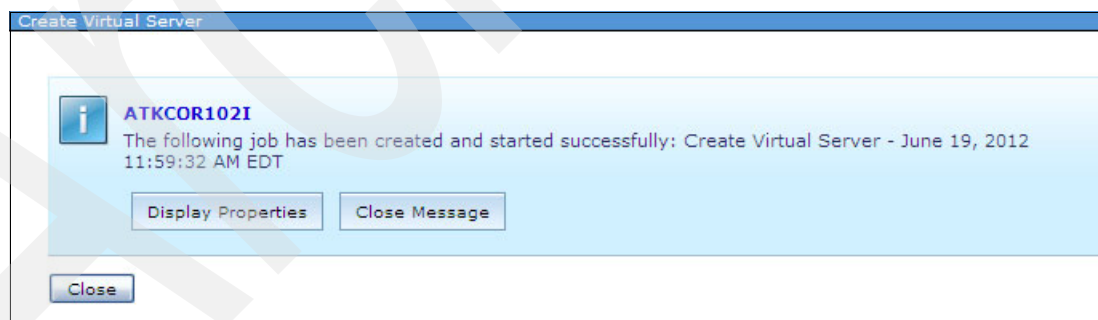 Create Virtual Server
i
ATKCOR102I
The following job has been created and started successfully: Create Virtual Server - June 19, 2012
11:59:32 AM EDT
Display Properties Close Message
Close